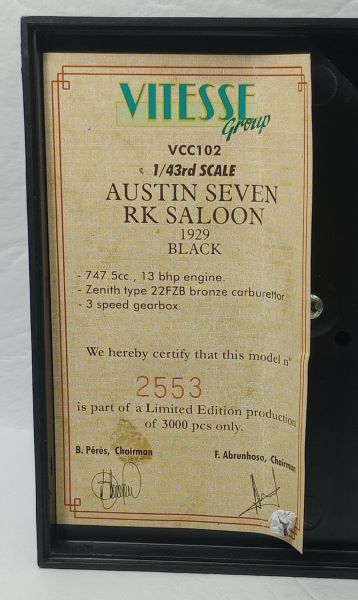 VITESSE
Group
VCC102
1/43rd SCALE
AUSTIN SEVEN
RK SALOON
1929
BLACK
- 747.5cc., 13 bhp engine.
- Zenith type 22FZB bronze carburettor
- 3 speed gearbox.
We hereby certify that this model nº
2553
is part of a Limited Edition production
of 3000 pcs only.
B. Pérès, Chairman F. Abrunhosa, Chairman